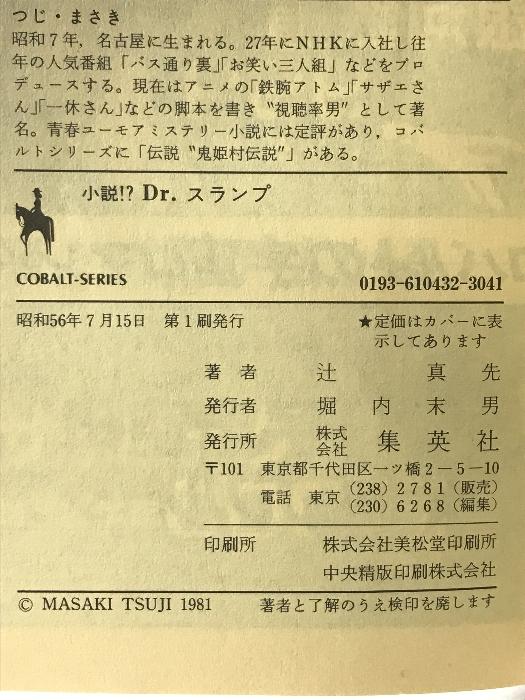 つじ・まさき
昭和７年，名古屋に生まれる。27年にＮＨＫに入社し往
年の人気番組「バス通り裏」「お笑い三人組」などをプロ
デュースする。現在はアニメの「鉄腕アトム」「サザエさ
ん」「一休さん」などの脚本を書き〝視聴率男〟として著
名。青春ユーモアミステリー小説には定評があり，コバ
ルトシリーズに「伝説〝鬼姫村伝説〟」がある。
小説!? Dr. スランプ
COBALT-SERIES 0193-610432-3041
昭和56年７月15日 第１刷発行 ★定価はカバーに表
示してあります
著者 辻 真先
発行者 堀内末男
発行所 株式会社 集英社
〒101 東京都千代田区一ツ橋２－５－10
電話 東京 (238) ２７８１（販売）
(230) ６２６８（編集）
印刷所 株式会社美松堂印刷所
中央精版印刷株式会社
© MASAKI TSUJI 1981 著者と了解のうえ検印を廃します